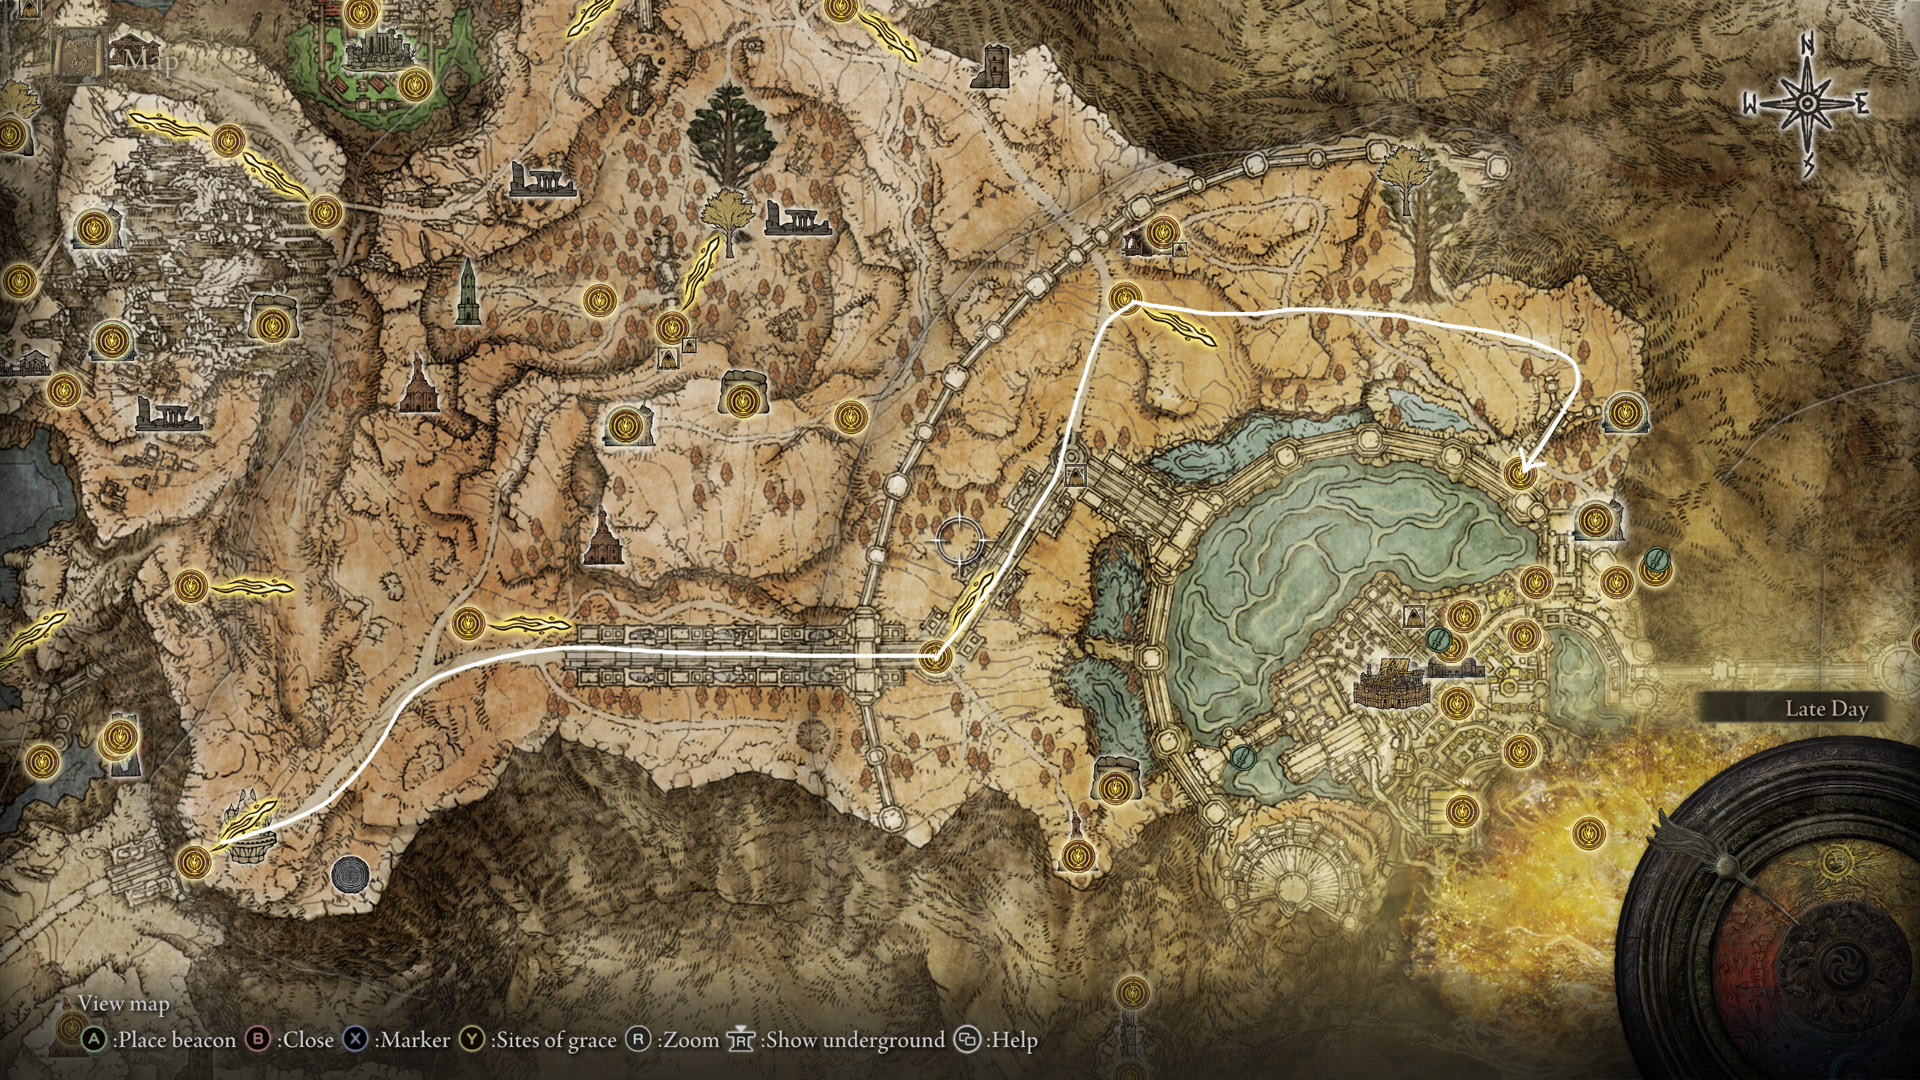 Map
N
W E
S
Late Day
View map
A :Place beacon B :Close X :Marker Y :Sites of grace R :Zoom R :Show underground :Help